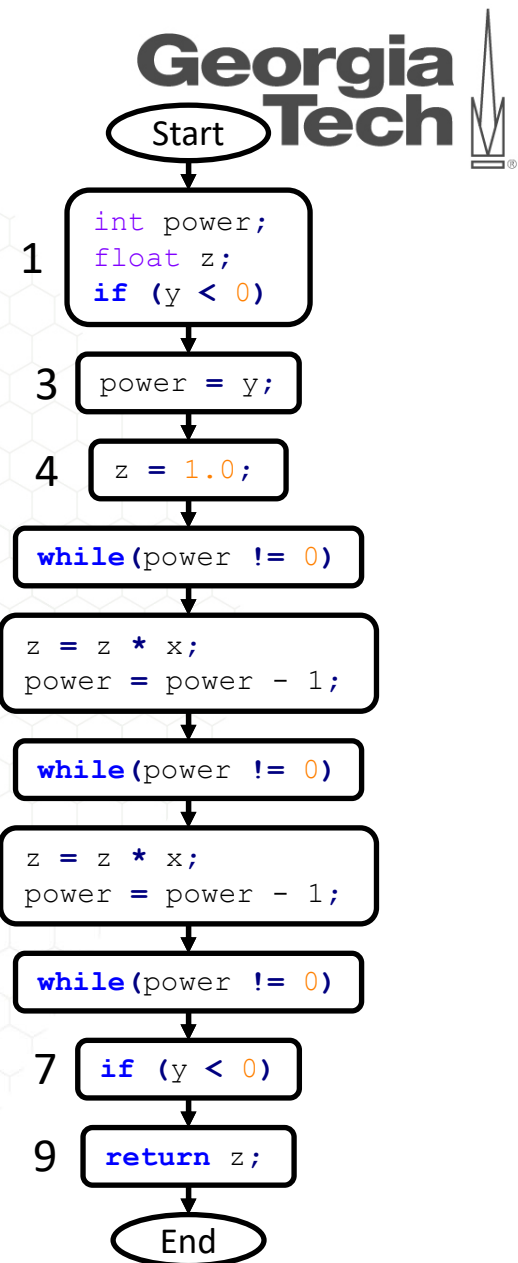 Georgia
Tech
®
Start
1
int power;
float z;
if (y < 0)
3
power = y;
4
z = 1.0;
while(power != 0)
z = z * x;
power = power - 1;
while(power != 0)
z = z * x;
power = power - 1;
while(power != 0)
7
if (y < 0)
9
return z;
End